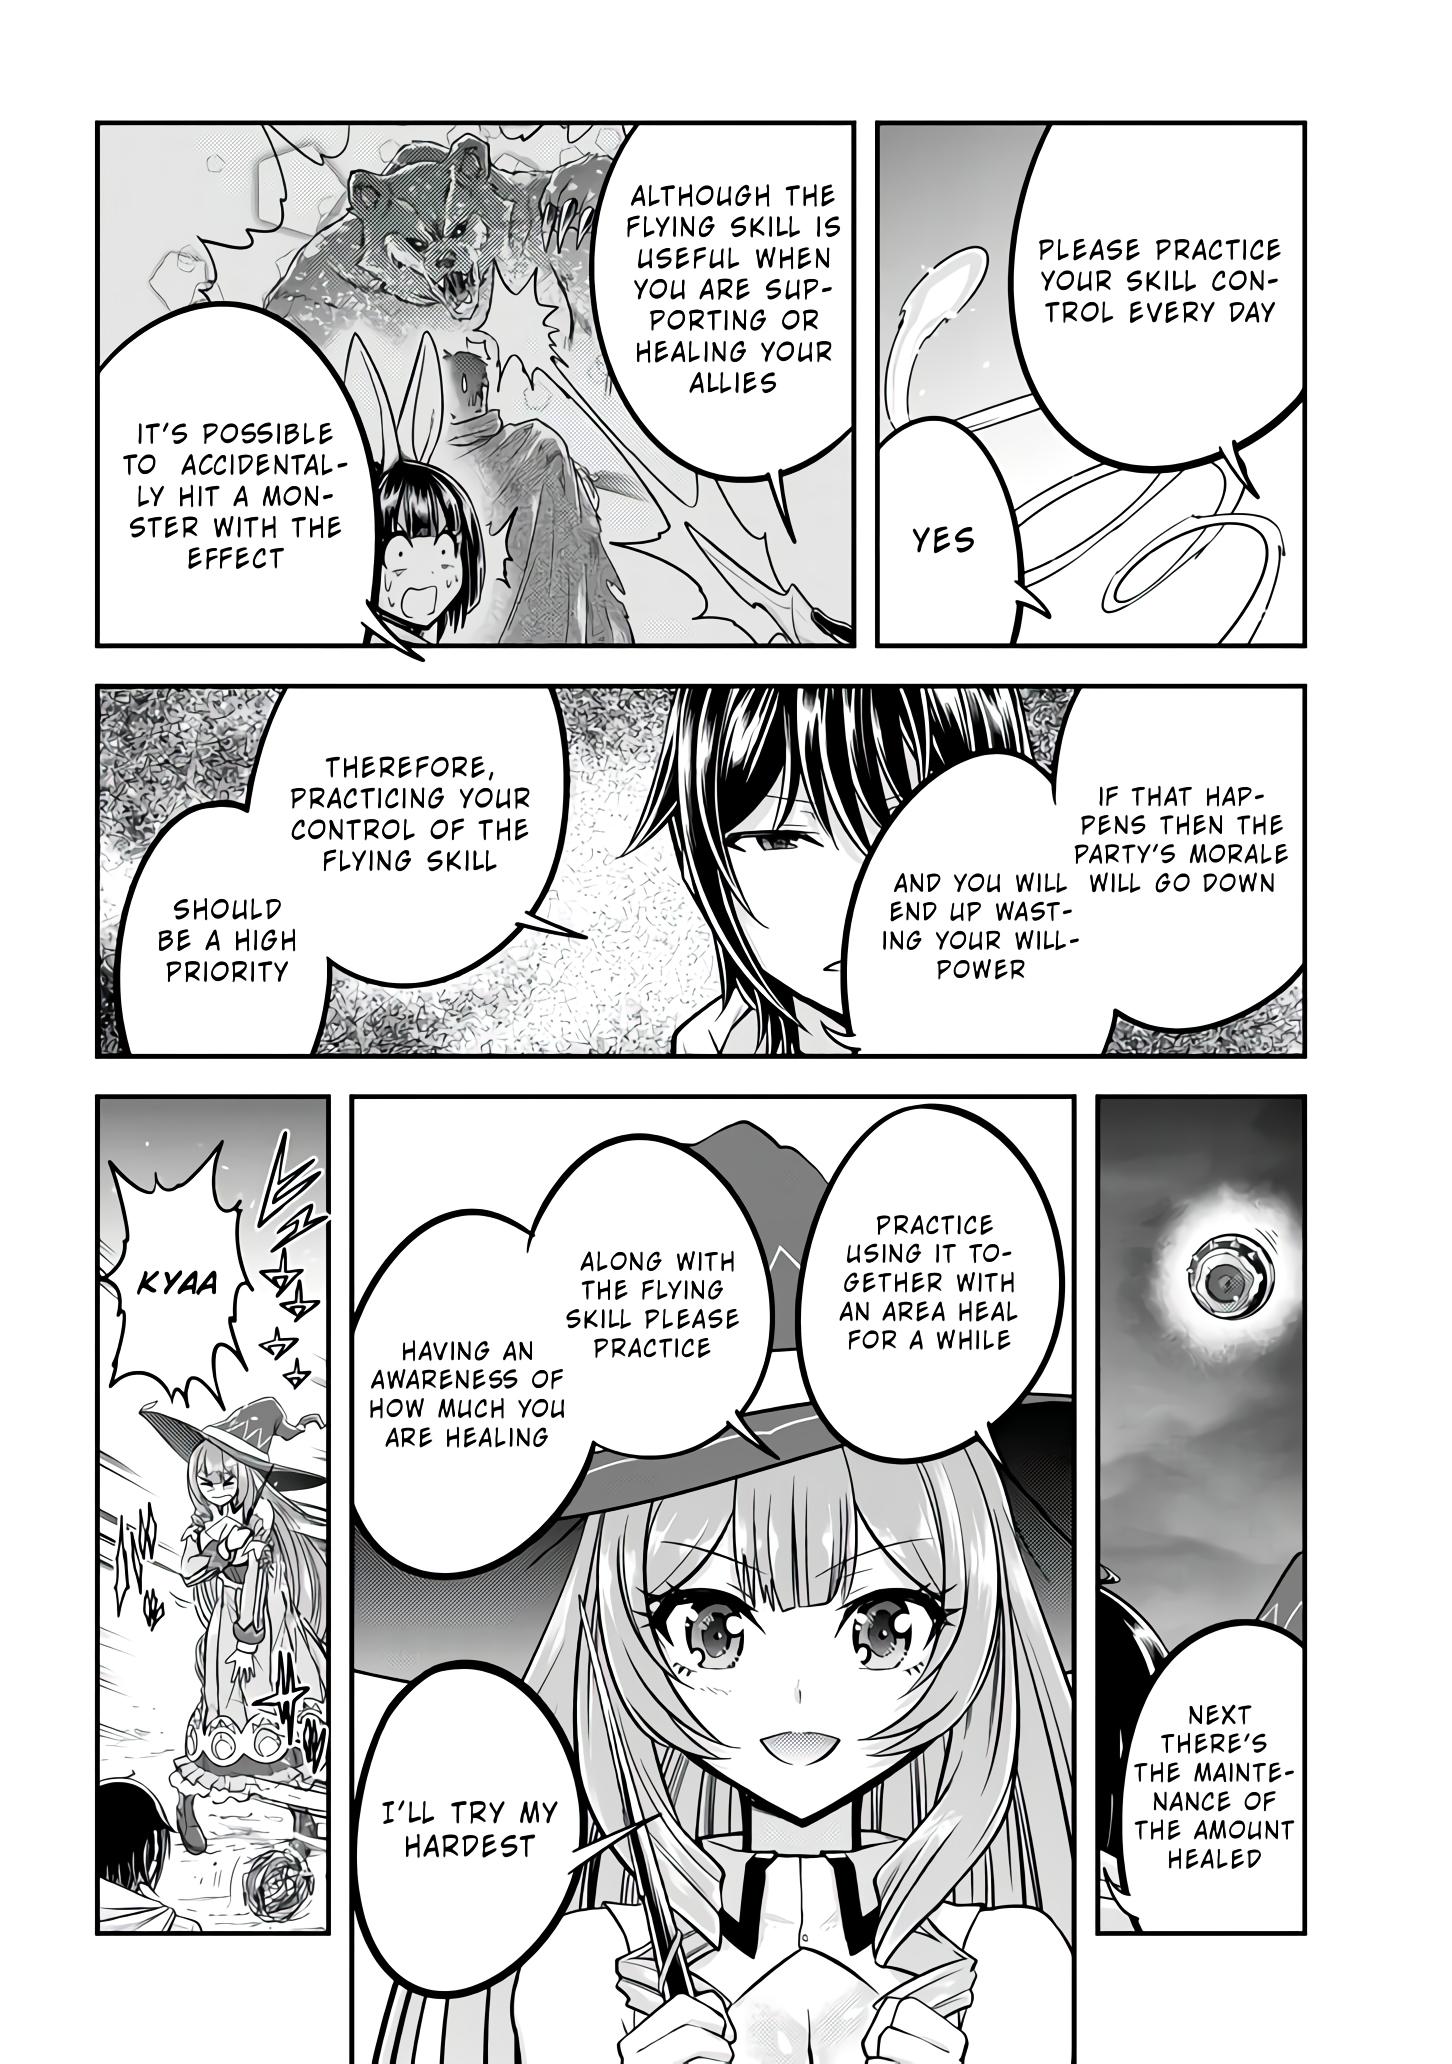 PLEASE PRACTICE
YOUR SKILL CON-
TROL EVERY DAY
YES
ALTHOUGH THE
FLYING SKILL IS
USEFUL WHEN
YOU ARE SUP-
PORTING OR
HEALING YOUR
ALLIES
IT'S POSSIBLE
TO ACCIDENTAL-
LY HIT A MON-
STER WITH THE
EFFECT
IF THAT HAP-
PENS THEN THE
PARTY'S MORALE
WILL GO DOWN
AND YOU WILL
END UP WAST-
ING YOUR WILL-
POWER
THEREFORE,
PRACTICING YOUR
CONTROL OF THE
FLYING SKILL
SHOULD
BE A HIGH
PRIORITY
NEXT
THERE'S
THE MAINTE-
NANCE OF
THE AMOUNT
HEALED
PRACTICE
USING IT TO-
GETHER WITH
AN AREA HEAL
FOR A WHILE
ALONG WITH
THE FLYING
SKILL PLEASE
PRACTICE
HAVING AN
AWARENESS OF
HOW MUCH YOU
ARE HEALING
I'LL TRY MY
HARDEST
KYAA